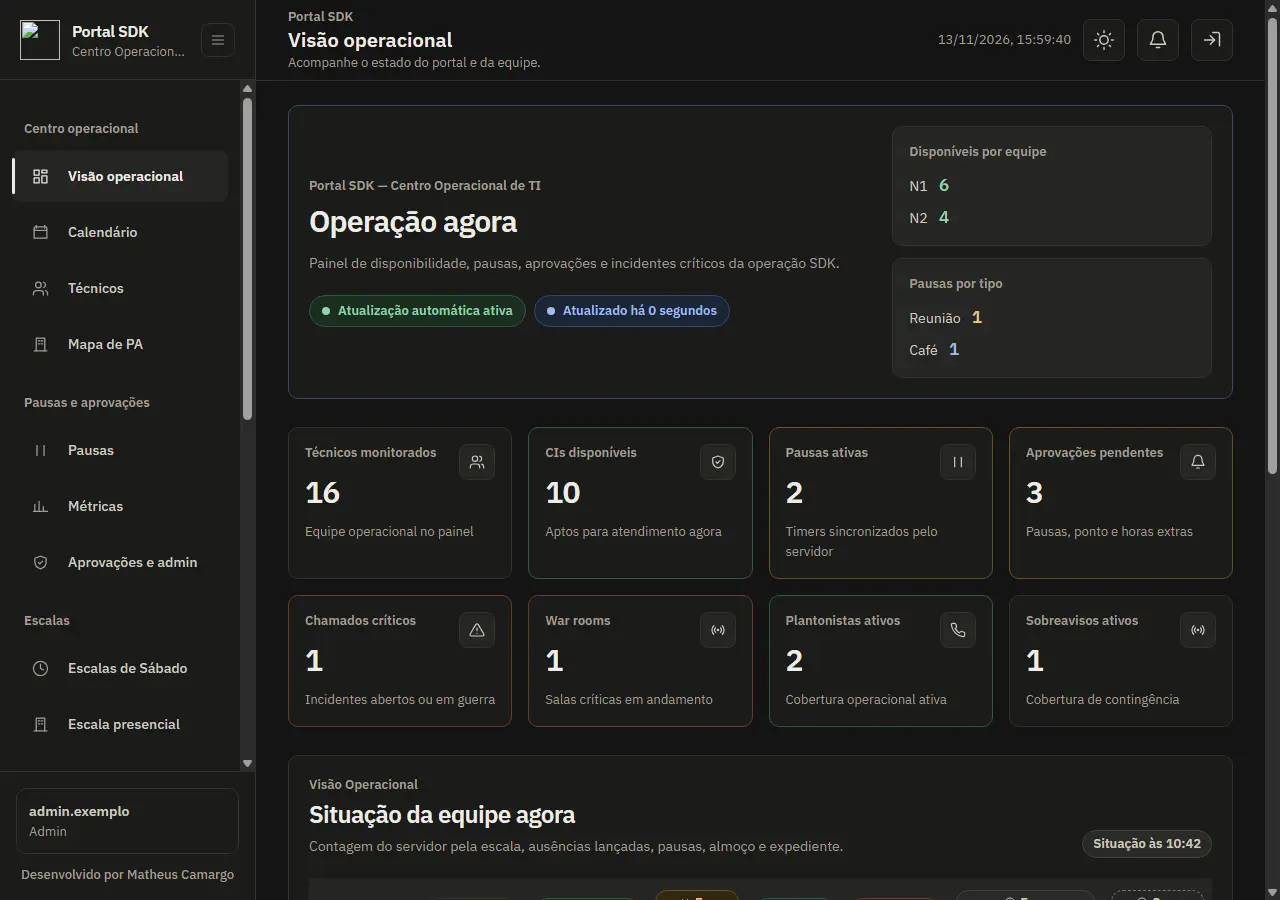 Portal SDK
Centro Operacion...
Centro operacional
Visão operacional
Calendário
Técnicos
Mapa de PA
Pausas e aprovações
Pausas
Métricas
Aprovações e admin
Escalas
Escalas de Sábado
Escala presencial
admin.exemplo
Admin
Desenvolvido por Matheus Camargo
Portal SDK
Visão operacional
Acompanhe o estado do portal e da equipe.
13/11/2026, 15:59:40
Portal SDK — Centro Operacional de TI
Operação agora
Painel de disponibilidade, pausas, aprovações e incidentes críticos da operação SDK.
Atualização automática ativa
Atualizado há 0 segundos
Disponíveis por equipe
N1 6
N2 4
Pausas por tipo
Reunião 1
Café 1
Técnicos monitorados
16
Equipe operacional no painel
CIs disponíveis
10
Aptos para atendimento agora
Pausas ativas
2
Timers sincronizados pelo
servidor
Aprovações pendentes
3
Pausas, ponto e horas extras
Chamados críticos
1
Incidentes abertos ou em guerra
War rooms
1
Salas críticas em andamento
Plantonistas ativos
2
Cobertura operacional ativa
Sobreavisos ativos
1
Cobertura de contingência
Visão Operacional
Situação da equipe agora
Contagem do servidor pela escala, ausências lançadas, pausas, almoço e expediente.
Situação às 10:42